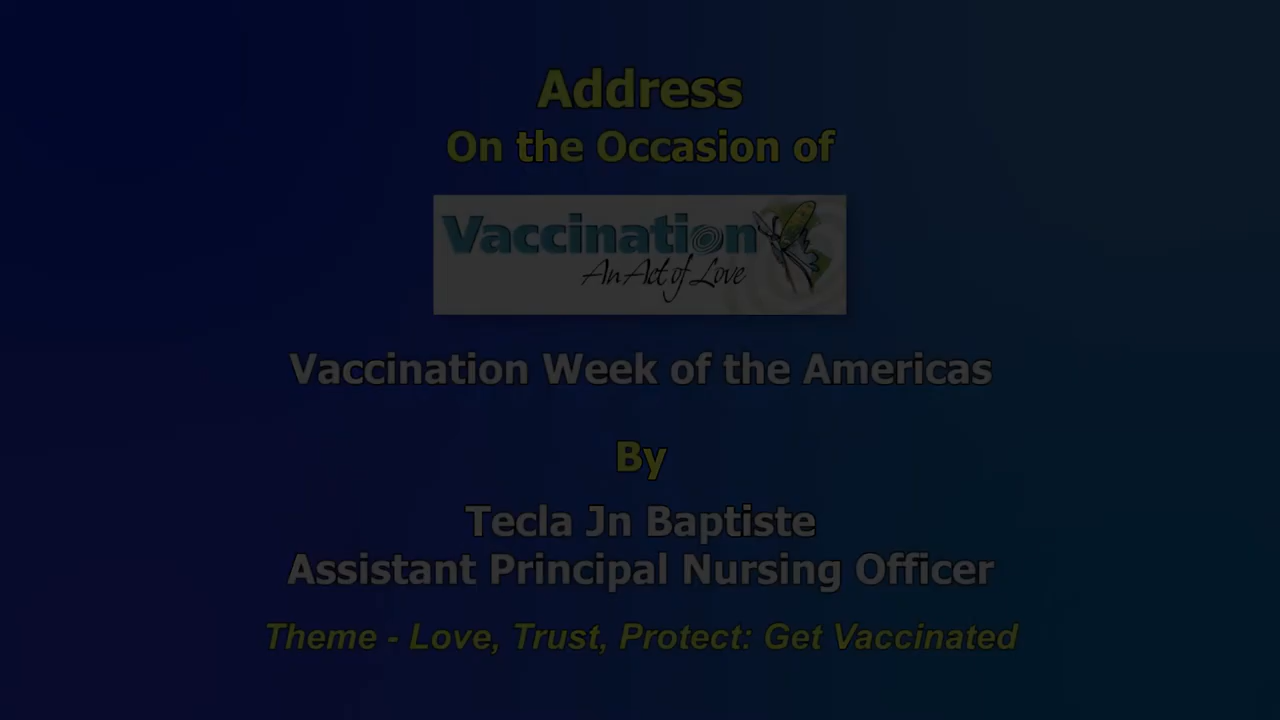 Address
On the Occasion of
Vaccination
An Act of Love
Vaccination Week of the Americas
By
Tecla Jn Baptiste
Assistant Principal Nursing Officer
Theme - Love, Trust, Protect: Get Vaccinated